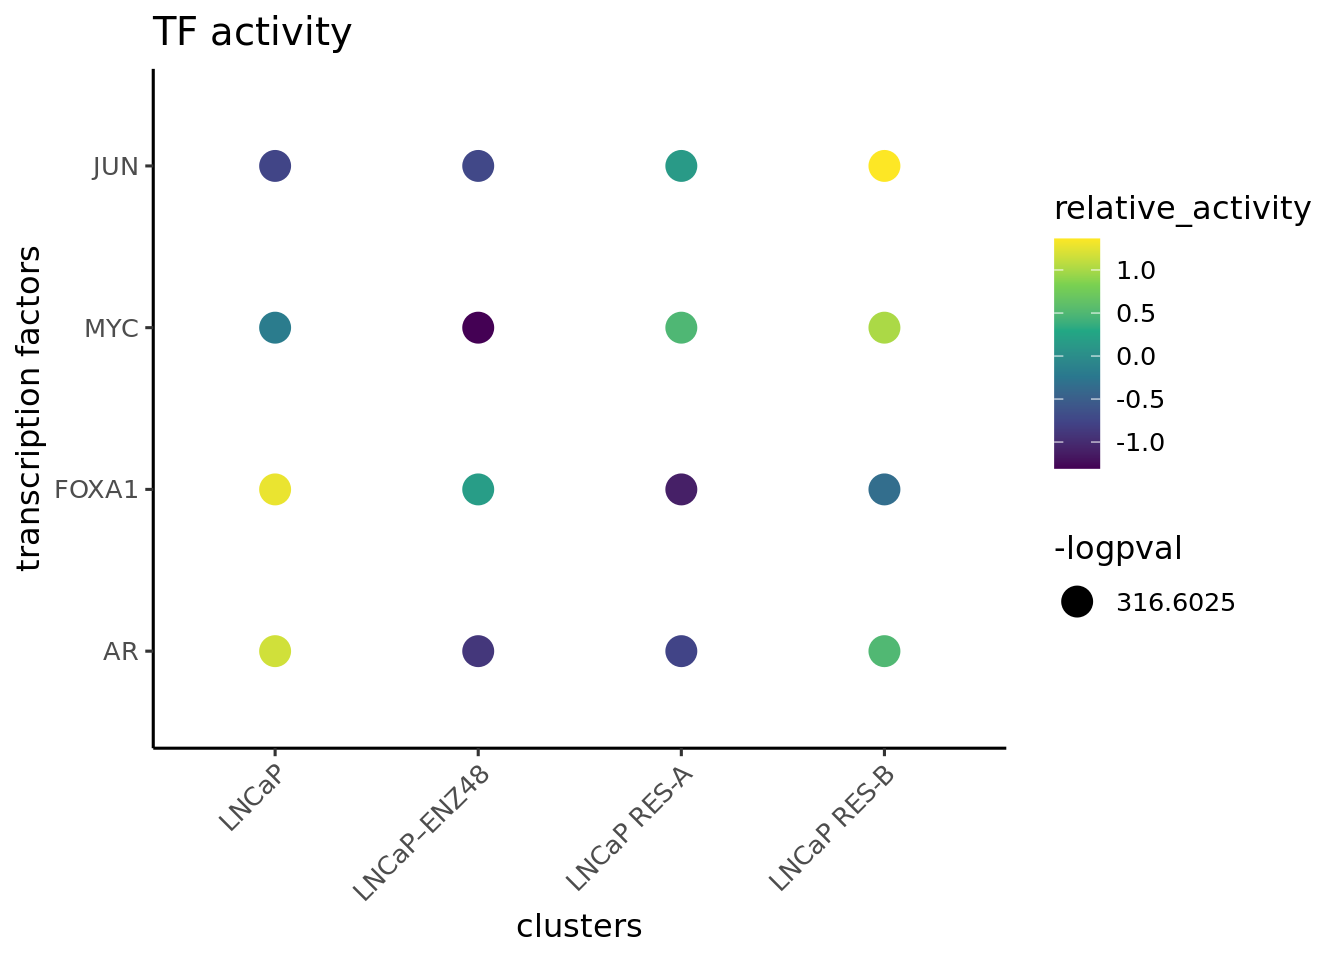 TF activity
transcription factors
JUN
MYC
FOXA1
AR
LNCaP
LNCaP–ENZ48
LNCaP RES-A
LNCaP RES-B
clusters
relative_activity
1.0
0.5
0.0
-0.5
-1.0
-logpval
316.6025